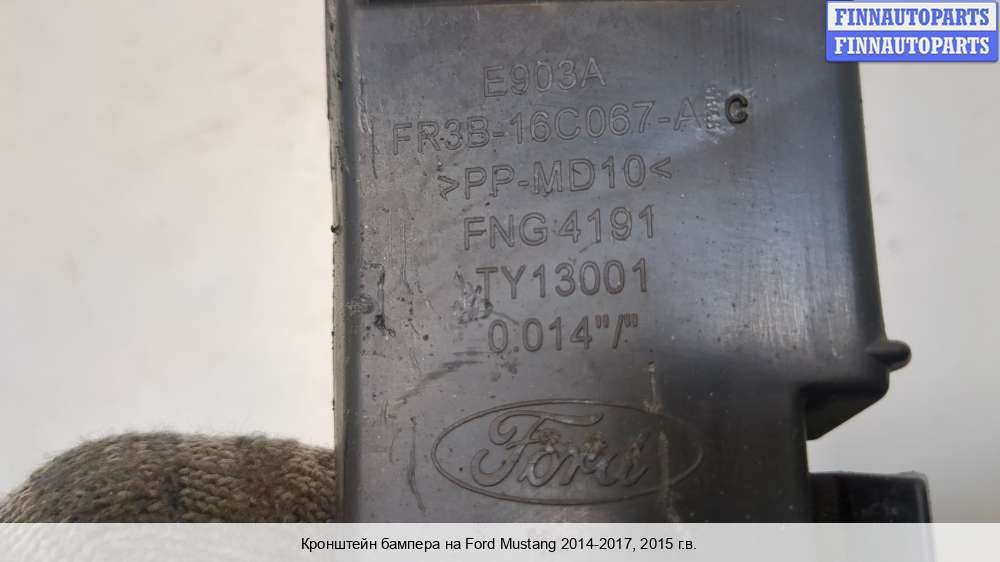 FINNAUTOPARTS
FINNAUTOPARTS
E903A
FR3B-16C067-A C
>PP-MD10<
FNG 4191
TY13001
0.014"/"
Ford
Кронштейн бампера на Ford Mustang 2014-2017, 2015 г.в.